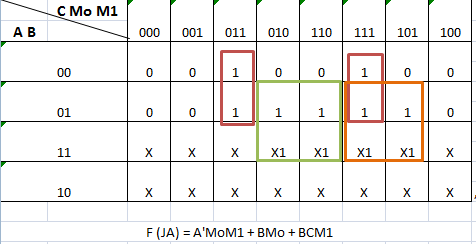 C Mo M1
A B 000 001 011 010 110 111 101 100
00 0 0 1 0 0 1 0 0
01 0 0 1 1 1 1 1 0
11 X X X X1 X1 X1 X1 X
10 X X X X X X X X
F (JA) = A'MoM1 + BMo + BCM1